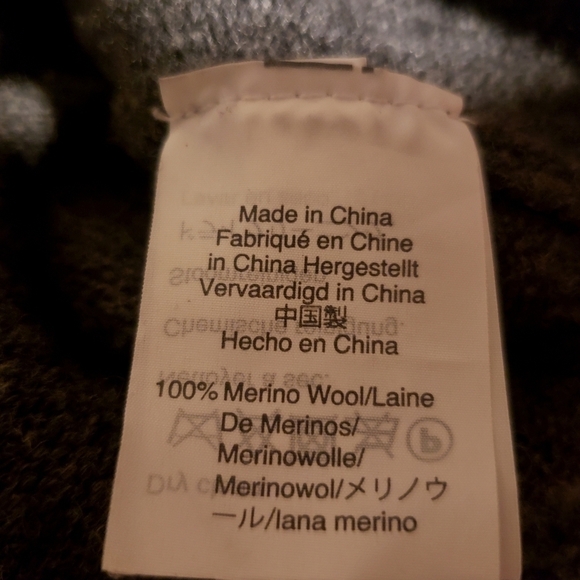 Made in China
Fabriqué en Chine
in China Hergestellt
Vervaardigd in China
中国製
Hecho en China
100% Merino Wool/Laine
De Merinos/
Merinowolle/
Merinowol/メリノウ
ール/lana merino